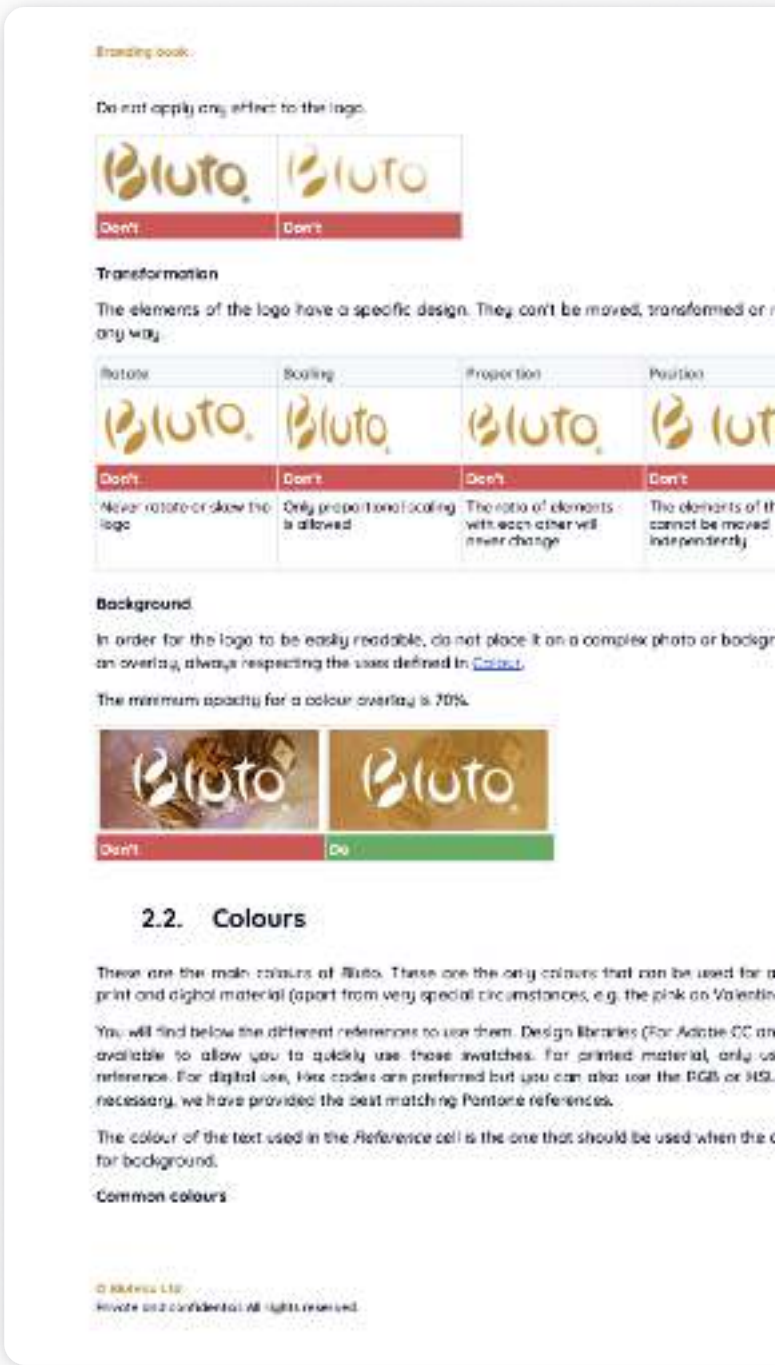 Branding book
Do not apply any effect to the logo.
Bluto Bluto
Don't Don't
Transformation
The elements of the logo have a specific design. They can't be moved, transformed or
any way.
Rotate Scaling Proportion Position
Bluto Bluto Bluto Blut
Don't Don't Don't Don't
Never rotate or skew the Only proportional scaling The ratio of elements The elements of th
logo is allowed with each other will cannot be moved
never change independently
Background
In order for the logo to be easily readable, do not place it on a complex photo or backgr
an overlay, always respecting the uses defined in Colour.
The minimum opacity for a colour overlay is 70%.
Bluto Bluto
Don't Do
2.2. Colours
These are the main colours of Bluto. These are the only colours that can be used for a
print and digital material (apart from very special circumstances, e.g. the pink on Valentin
You will find below the different references to use them. Design libraries (For Adobe CC an
available to allow you to quickly use those swatches. For printed material, only us
reference. For digital use, Hex codes are preferred but you can also use the RGB or HSL
necessary, we have provided the best matching Pantone references.
The colour of the text used in the Reference cell is the one that should be used when the c
for background.
Common colours
Private and confidential. All rights reserved.